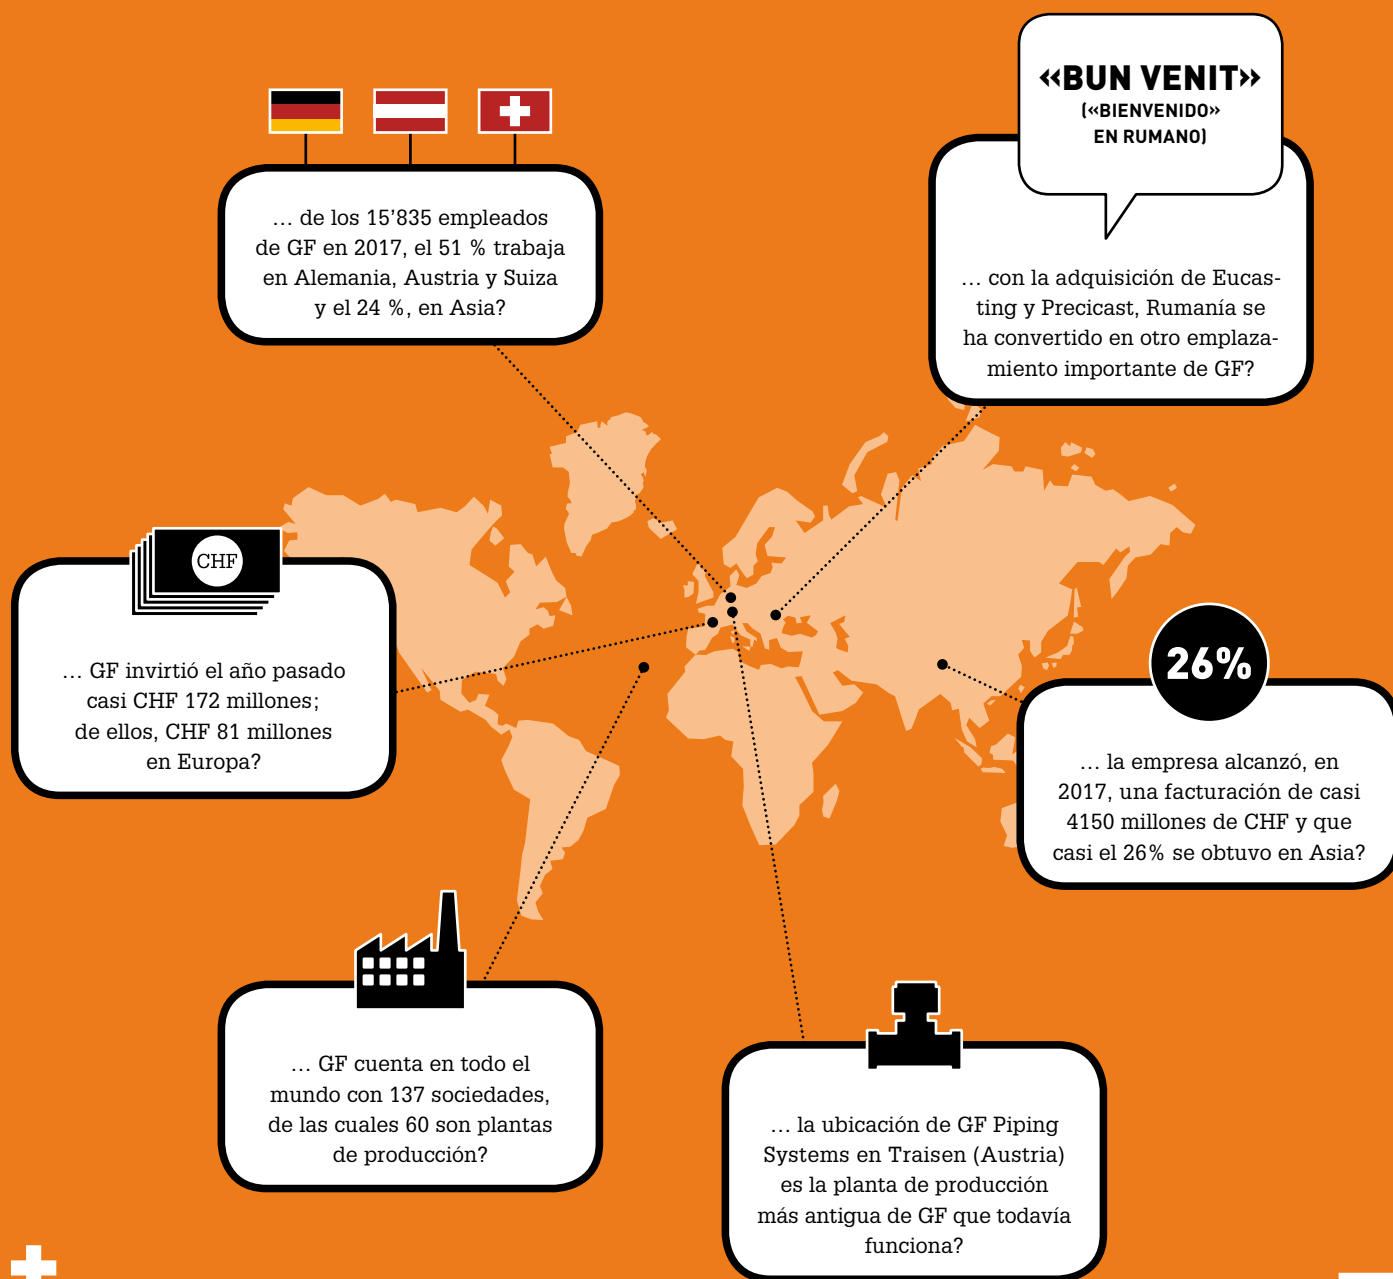 «BUN VENIT»
(«BIENVENIDO»
EN RUMANO)
… de los 15’835 empleados
de GF en 2017, el 51 % trabaja
en Alemania, Austria y Suiza
y el 24 %, en Asia?
… con la adquisición de Eucas-
ting y Precicast, Rumanía se
ha convertido en otro emplaza-
miento importante de GF?
CHF
… GF invirtió el año pasado
casi CHF 172 millones;
de ellos, CHF 81 millones
en Europa?
26%
… la empresa alcanzó, en
2017, una facturación de casi
4150 millones de CHF y que
casi el 26% se obtuvo en Asia?
… GF cuenta en todo el
mundo con 137 sociedades,
de las cuales 60 son plantas
de producción?
… la ubicación de GF Piping
Systems en Traisen (Austria)
es la planta de producción
más antigua de GF que todavía
funciona?